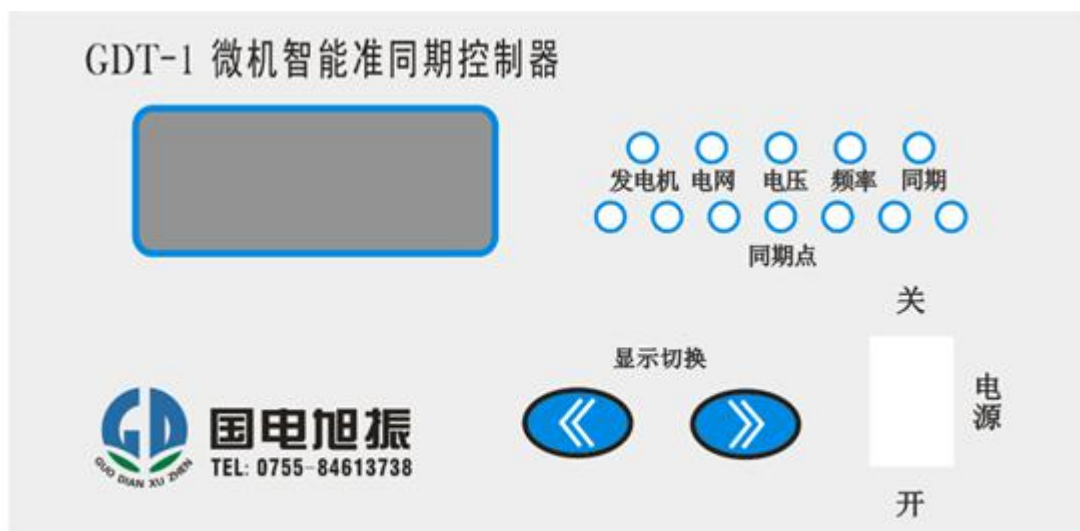 GDT-1 微机智能准同期控制器
发电机 电网 电压 频率 同期
同期点
关
显示切换
电源
开
GD
GUO DIAN XU ZHEN
国电旭振
TEL: 0755-84613738